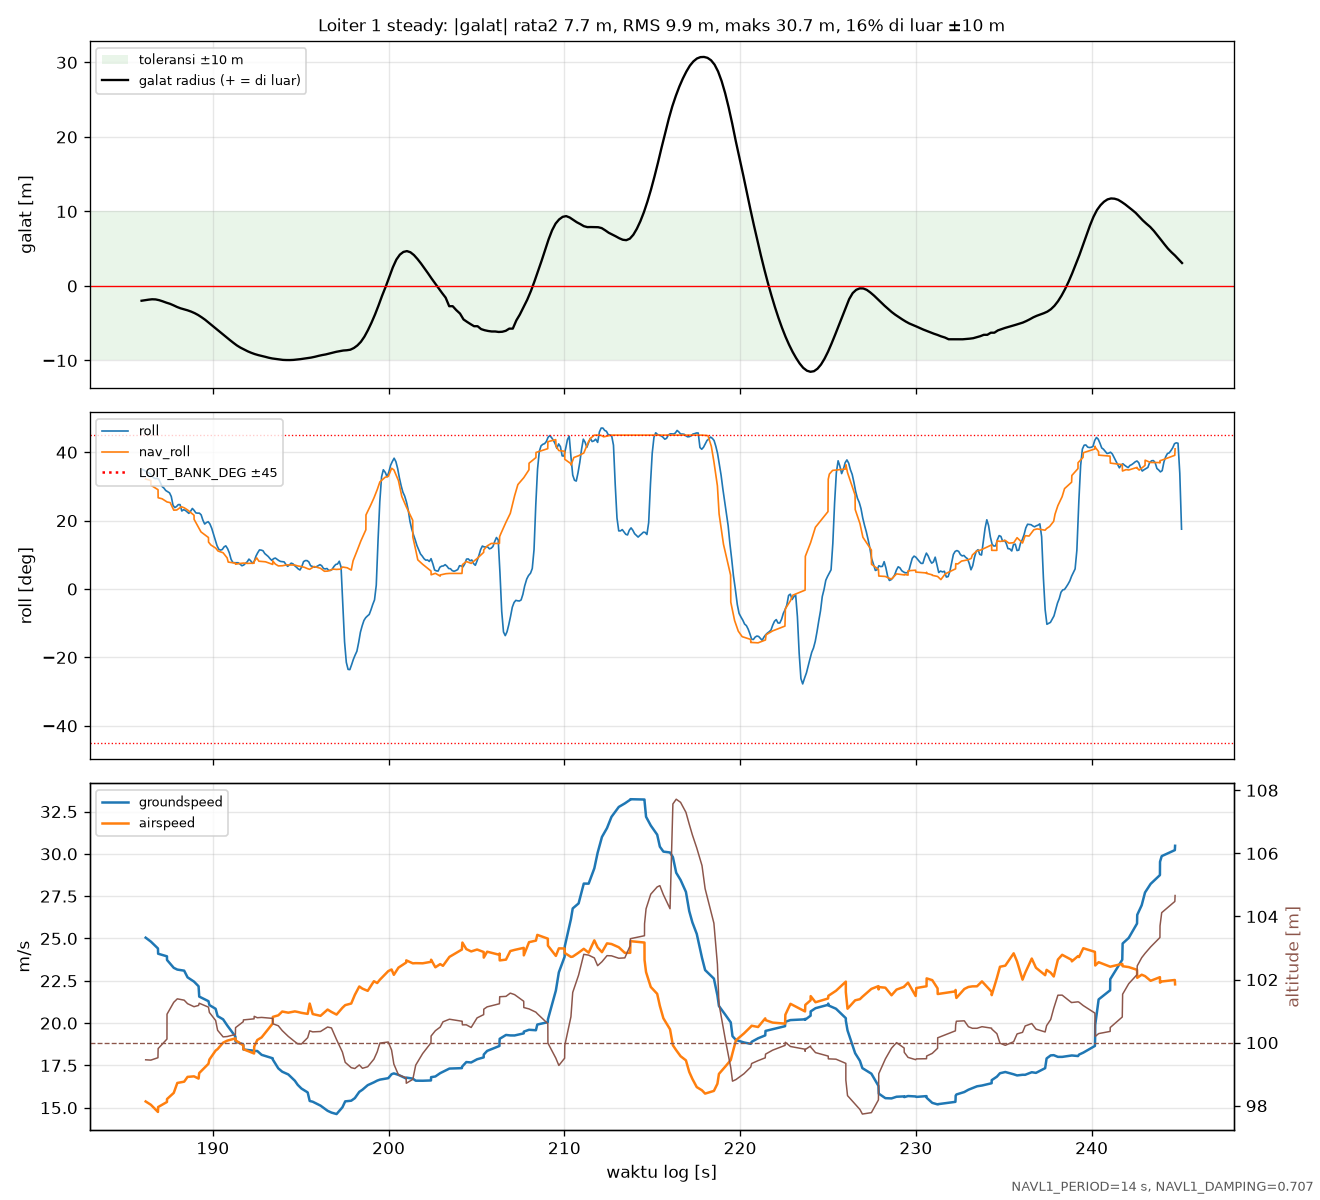 Loiter 1 steady: |galat| rata2 7.7 m, RMS 9.9 m, maks 30.7 m, 16% di luar ±10 m
toleransi ±10 m
galat radius (+ = di luar)
30
20
10
0
−10
galat [m]
roll
nav_roll
LOIT_BANK_DEG ±45
40
20
0
−20
−40
roll [deg]
groundspeed
airspeed
32.5
30.0
27.5
25.0
22.5
20.0
17.5
15.0
m/s
108
106
104
102
100
98
altitude [m]
190
200
210
220
230
240
waktu log [s]
NAVL1_PERIOD=14 s, NAVL1_DAMPING=0.707